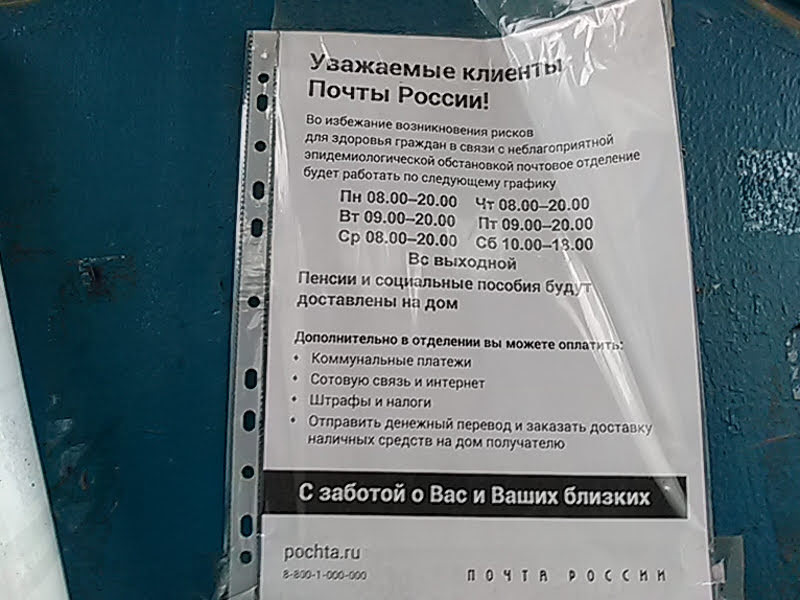 Уважаемые клиенты
Почты России!
Во избежание возникновения рисков
для здоровья граждан в связи с неблагоприятной
эпидемиологической обстановкой почтовое отделение
будет работать по следующему графику
Пн 08.00–20.00 Чт 08.00–20.00
Вт 09.00–20.00 Пт 09.00–20.00
Ср 08.00–20.00 Сб 10.00–18.00
Вс выходной
Пенсии и социальные пособия будут
доставлены на дом
Дополнительно в отделении вы можете оплатить:
• Коммунальные платежи
• Сотовую связь и интернет
• Штрафы и налоги
• Отправить денежный перевод и заказать доставку
наличных средств на дом получателю
С заботой о Вас и Ваших близких
pochta.ru
8-800-1-000-000
ПОЧТА РОССИИ